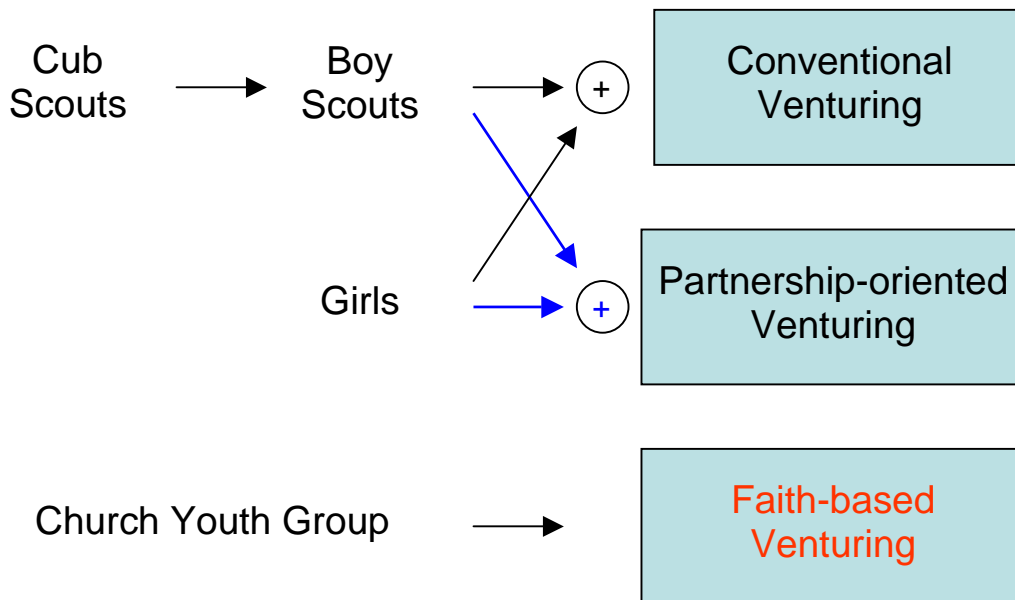 Cub
Scouts
Boy
Scouts
+
Conventional
Venturing
Girls
+
Partnership-oriented
Venturing
Church Youth Group
Faith-based
Venturing